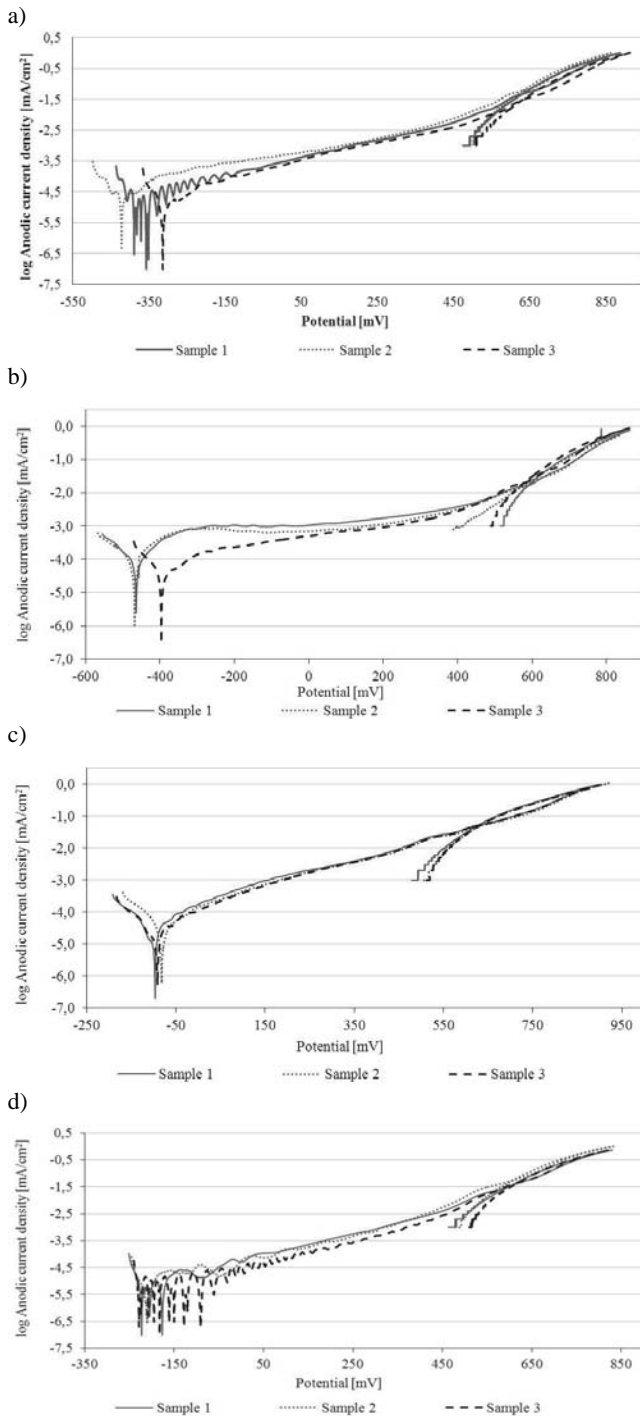 a)
0,5
-0,5
-1,5
-2,5
-3,5
-4,5
-5,5
-6,5
-7,5
log Anodic current density [mA/cm²]
-550 -350 -150 50 250 450 650 850
Potential [mV]
Sample 1 Sample 2 Sample 3
b)
0,0
-1,0
-2,0
-3,0
-4,0
-5,0
-6,0
-7,0
log Anodic current density [mA/cm²]
-600 -400 -200 0 200 400 600 800
Potential [mV]
Sample 1 Sample 2 Sample 3
c)
0,0
-1,0
-2,0
-3,0
-4,0
-5,0
-6,0
-7,0
log Anodic current density [mA/cm²]
-250 -50 150 350 550 750 950
Potential [mV]
Sample 1 Sample 2 Sample 3
d)
0,5
-0,5
-1,5
-2,5
-3,5
-4,5
-5,5
-6,5
-7,5
log Anodic current density [mA/cm²]
-350 -150 50 250 450 650 850
Potential [mV]
Sample 1 Sample 2 Sample 3